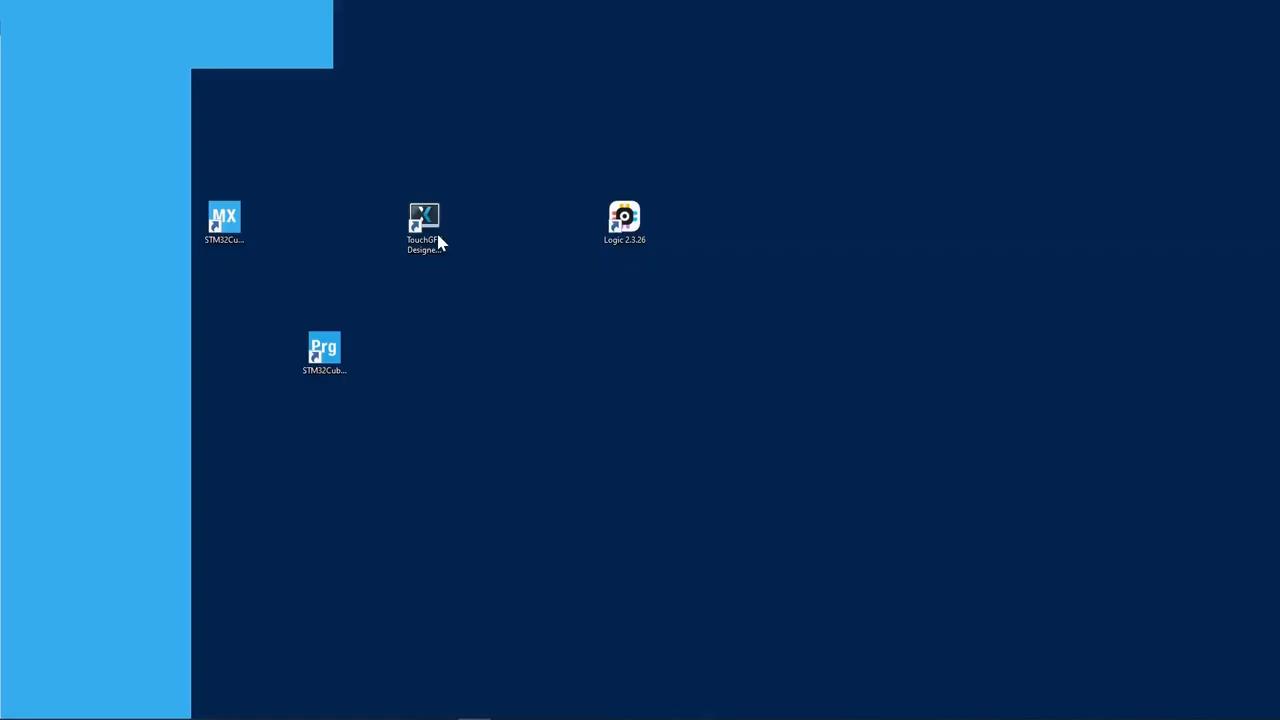 MX
STM32Cu...
TouchGF
Designe...
Logic 2.3.26
Prg
STM32Cub...